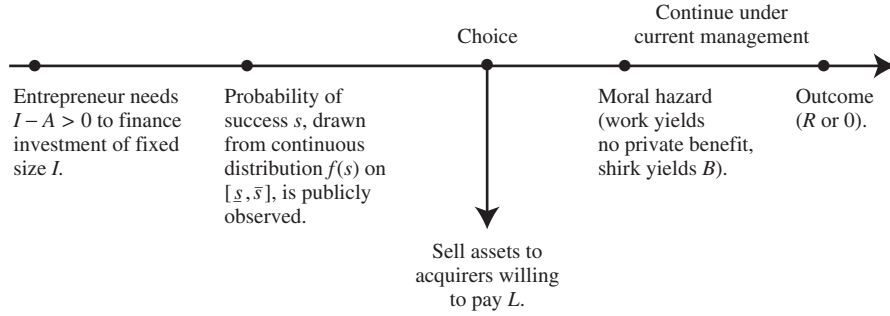 Continue under
current management
Choice
Entrepreneur needs
I – A > 0 to finance
investment of fixed
size I.
Probability of
success s, drawn
from continuous
distribution f(s) on
[s̲, s̄], is publicly
observed.
Moral hazard
(work yields
no private benefit,
shirk yields B).
Outcome
(R or 0).
Sell assets to
acquirers willing
to pay L.